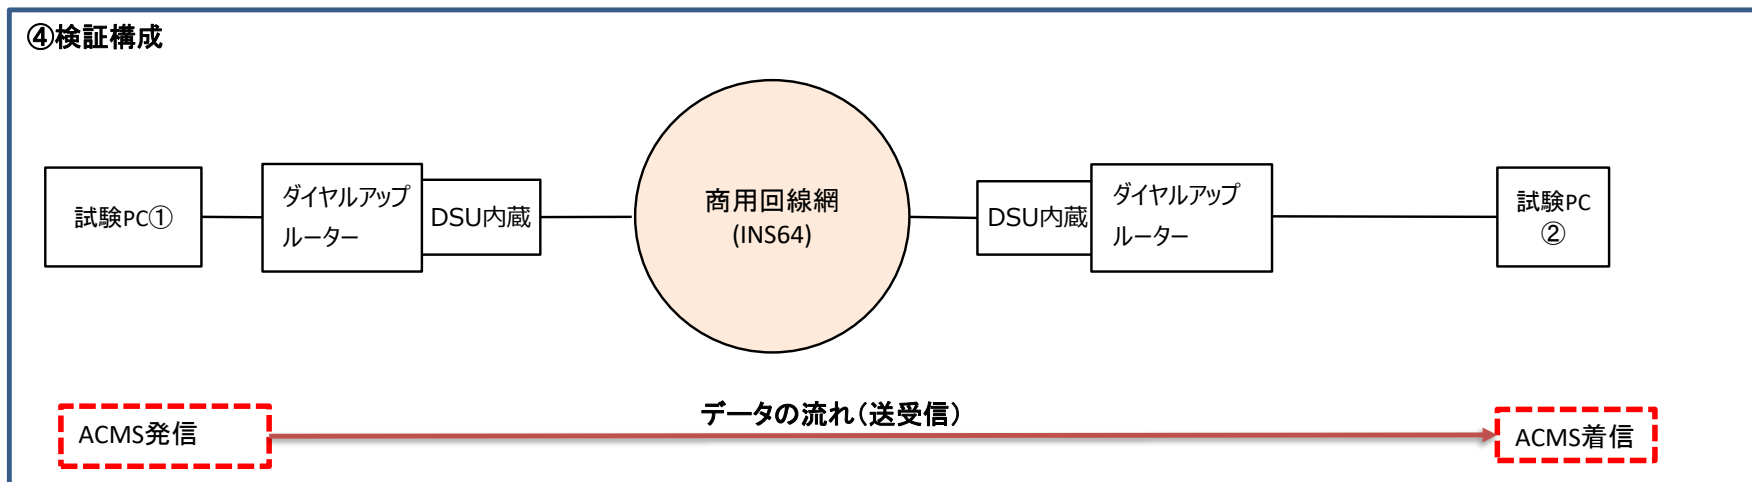 ④検証構成
試験PC①
ダイヤルアップ
ルーター
DSU内蔵
商用回線網
(INS64)
DSU内蔵
ダイヤルアップ
ルーター
試験PC
②
データの流れ(送受信)
ACMS発信
ACMS着信